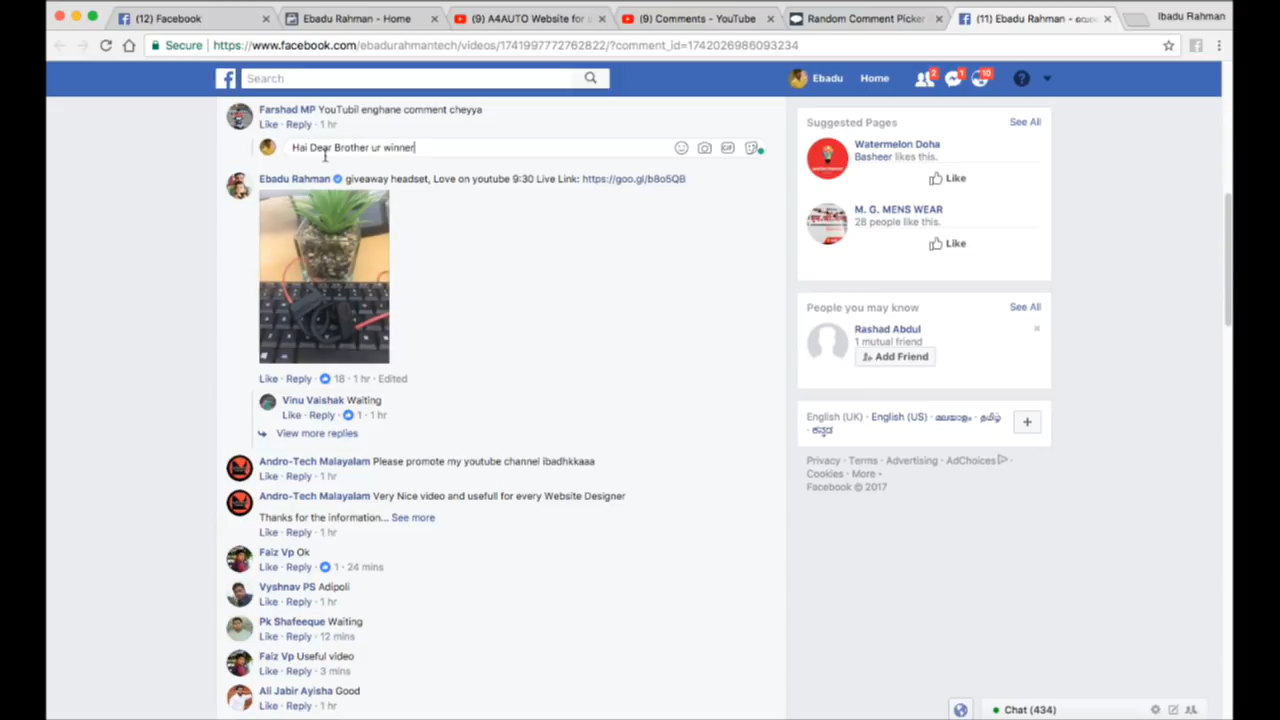 (12) Facebook
Ebadu Rahman - Home
(9) A4AUTO Website for
(9) Comments - YouTube
Random Comment Picker
(11) Ebadu Rahman -
Ibadu Rahman
Secure
https://www.facebook.com/ebadurahmantech/videos/1741997772762822/?comment_id=1742026986093234
Search
Ebadu
Home
2
1
10
Farshad MP YouTubil enghane comment cheyya
Like · Reply · 1 hr
Hai Dear Brother ur winner
Ebadu Rahman giveaway headset, Love on youtube 9:30 Live Link: https://goo.gl/b8o5QB
Like · Reply · 18 · 1 hr · Edited
Vinu Vaishak Waiting
Like · Reply · 1 · 1 hr
View more replies
Andro-Tech Malayalam Please promote my youtube channel ibadhkkaaa
Like · Reply · 1 hr
Andro-Tech Malayalam Very Nice video and usefull for every Website Designer
Thanks for the information... See more
Like · Reply · 1 hr
Faiz Vp Ok
Like · Reply · 1 · 24 mins
Vyshnav PS Adipoli
Like · Reply · 1 hr
Pk Shafeeque Waiting
Like · Reply · 12 mins
Faiz Vp Useful video
Like · Reply · 3 mins
Ali Jabir Ayisha Good
Like · Reply · 1 hr
Suggested Pages
See All
Watermelon Doha
Basheer likes this.
Like
M. G. MENS WEAR
28 people like this.
Like
People you may know
See All
Rashad Abdul
1 mutual friend
Add Friend
English (UK) · English (US) · മലയാളം · தமிழ்
· ಕನ್ನಡ
Privacy · Terms · Advertising · AdChoices ·
Cookies · More
Facebook © 2017
Chat (434)